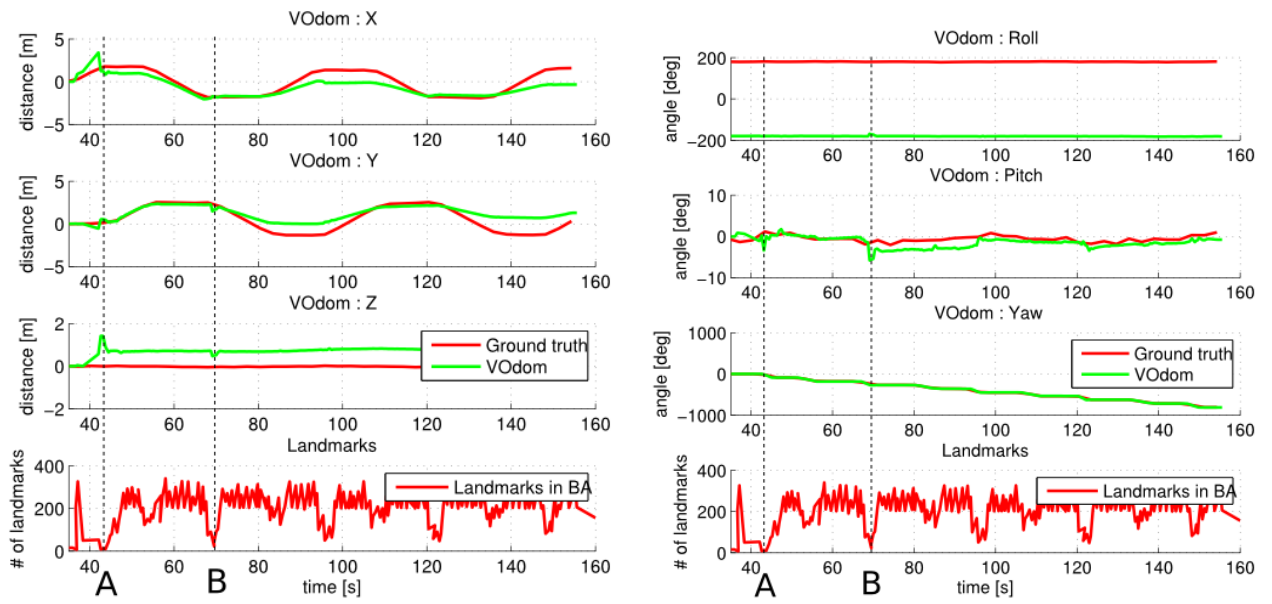 VOdom : X
distance [m]
5
0
−5
40 60 80 100 120 140 160
VOdom : Y
distance [m]
5
0
−5
40 60 80 100 120 140 160
VOdom : Z
distance [m]
2
0
−2
Ground truth
VOdom
40 60 80 100 120 140 160
Landmarks
# of landmarks
400
200
0
Landmarks in BA
40 60 80 100 120 140 160
A B time [s]
VOdom : Roll
angle [deg]
200
0
−200
40 60 80 100 120 140 160
VOdom : Pitch
angle [deg]
10
0
−10
40 60 80 100 120 140 160
VOdom : Yaw
angle [deg]
1000
0
−1000
Ground truth
VOdom
40 60 80 100 120 140 160
Landmarks
# of landmarks
400
200
0
Landmarks in BA
40 60 80 100 120 140 160
A B time [s]